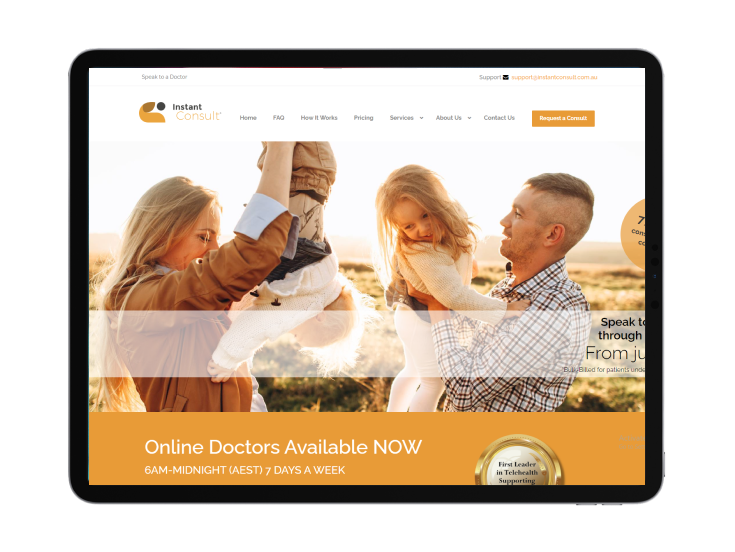 Speak to a Doctor
Support support@instantconsult.com.au
Instant
Consult
Home FAQ How It Works Pricing Services About Us Contact Us Request a Consult
7
com
co
Speak to
through
From ju
Bulk Billed for patients unde
Online Doctors Available NOW
6AM-MIDNIGHT (AEST) 7 DAYS A WEEK
First Leader
in Telehealth
Supporting